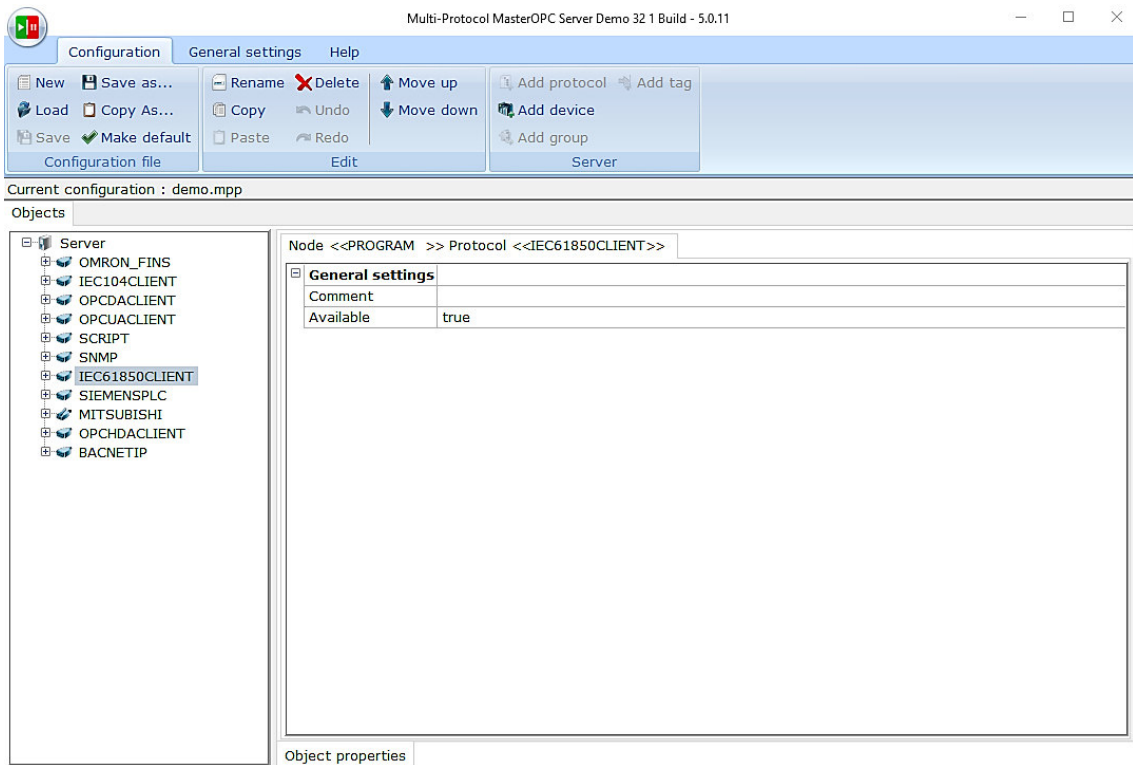 Multi-Protocol MasterOPC Server Demo 32 1 Build - 5.0.11
Configuration General settings Help
New Save as... Rename Delete Move up Add protocol Add tag
Load Copy As... Copy Undo Move down Add device
Save Make default Paste Redo Add group
Configuration file Edit Server
Current configuration : demo.mpp
Objects
Server
OMRON_FINS
IEC104CLIENT
OPCDACLIENT
OPCUACLIENT
SCRIPT
SNMP
IEC61850CLIENT
SIEMENSPLC
MITSUBISHI
OPCHDACLIENT
BACNETIP
Node <<PROGRAM >> Protocol <<IEC61850CLIENT>>
General settings
Comment
Available true
Object properties